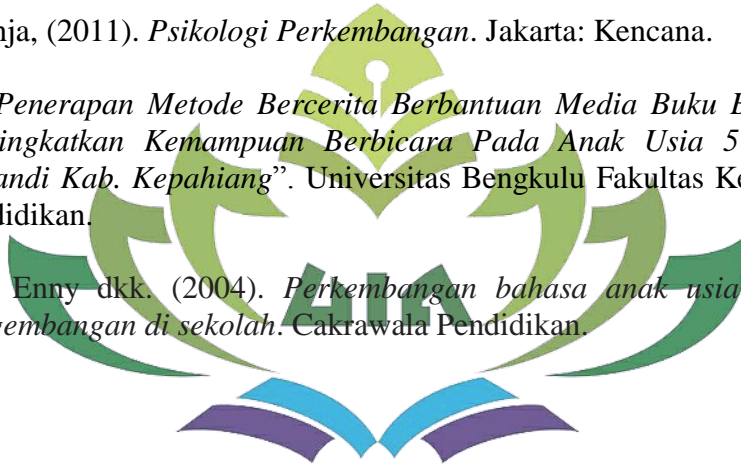 nja, (2011). Psikologi Perkembangan. Jakarta: Kencana.
Penerapan Metode Bercerita Berbantuan Media Buku
ingkatkan Kemampuan Berbicara Pada Anak Usia 5
andi Kab. Kepahiang”. Universitas Bengkulu Fakultas
didikan.
Enny dkk. (2004). Perkembangan bahasa anak usia
embangan di sekolah. Cakrawala Pendidikan.
UIN